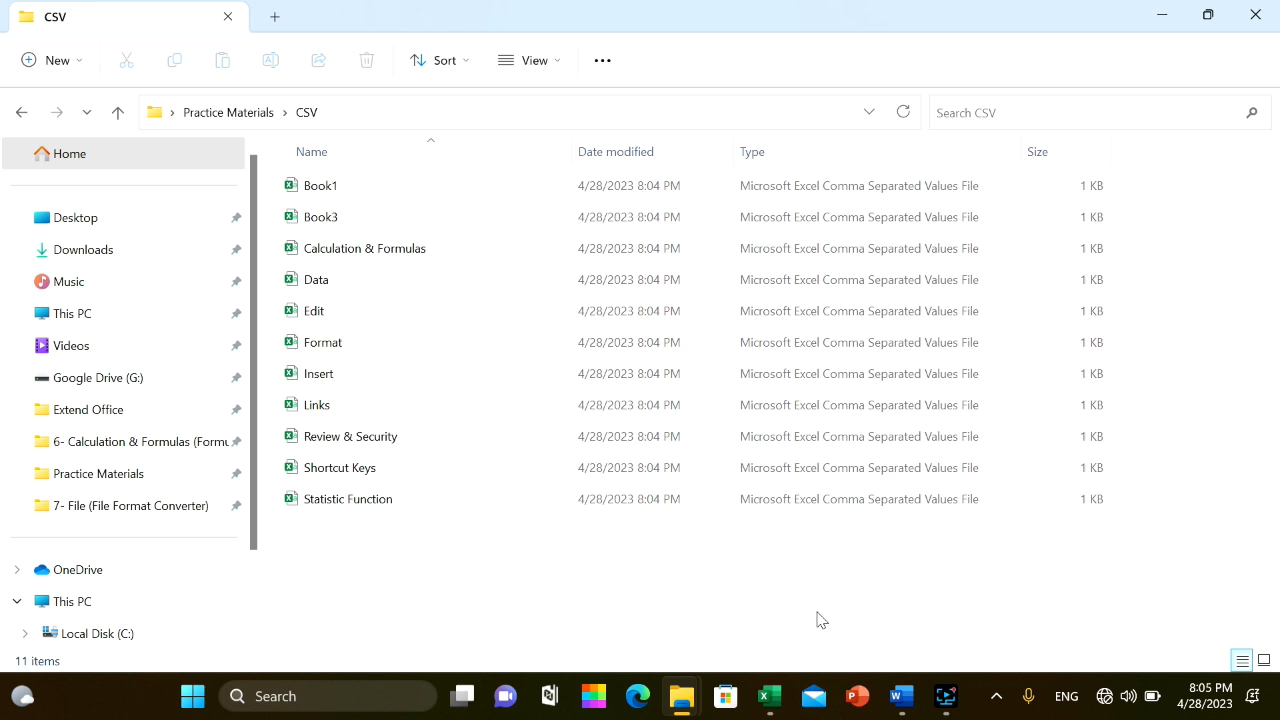 CSV
New
Sort
View
Practice Materials
CSV
Search CSV
Home
Name
Date modified
Type
Size
Desktop
Downloads
Music
This PC
Videos
Google Drive (G:)
Extend Office
6- Calculation & Formulas (Formu
Practice Materials
7- File (File Format Converter)
OneDrive
This PC
Local Disk (C:)
Book1 4/28/2023 8:04 PM Microsoft Excel Comma Separated Values File 1 KB
Book3 4/28/2023 8:04 PM Microsoft Excel Comma Separated Values File 1 KB
Calculation & Formulas 4/28/2023 8:04 PM Microsoft Excel Comma Separated Values File 1 KB
Data 4/28/2023 8:04 PM Microsoft Excel Comma Separated Values File 1 KB
Edit 4/28/2023 8:04 PM Microsoft Excel Comma Separated Values File 1 KB
Format 4/28/2023 8:04 PM Microsoft Excel Comma Separated Values File 1 KB
Insert 4/28/2023 8:04 PM Microsoft Excel Comma Separated Values File 1 KB
Links 4/28/2023 8:04 PM Microsoft Excel Comma Separated Values File 1 KB
Review & Security 4/28/2023 8:04 PM Microsoft Excel Comma Separated Values File 1 KB
Shortcut Keys 4/28/2023 8:04 PM Microsoft Excel Comma Separated Values File 1 KB
Statistic Function 4/28/2023 8:04 PM Microsoft Excel Comma Separated Values File 1 KB
11 items
Search
ENG
8:05 PM
4/28/2023